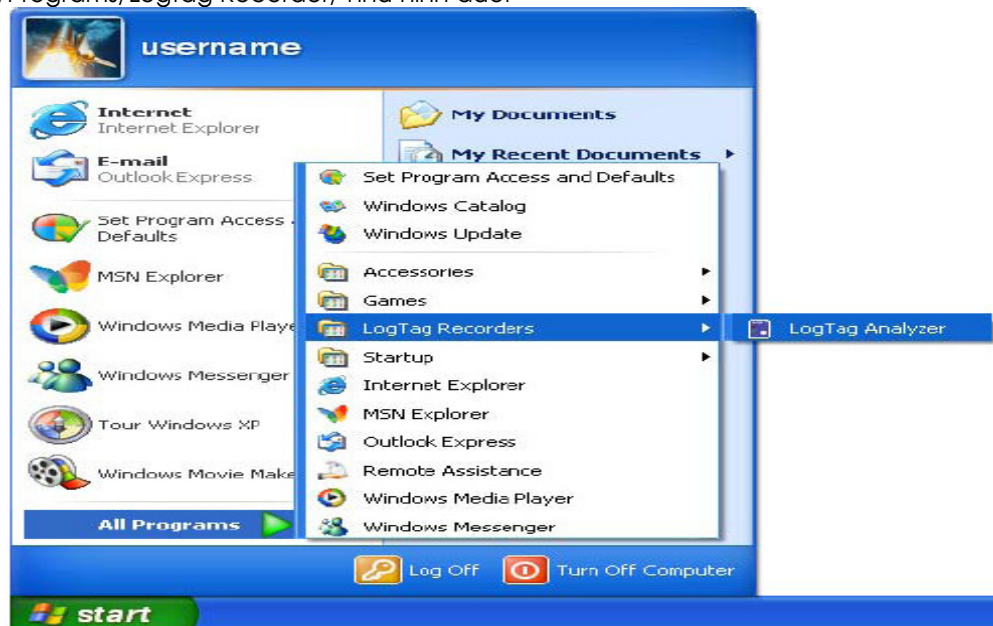 Programs/LogTag Recorder/
username
Internet
Internet Explorer
E-mail
Outlook Express
Set Program Access
Defaults
MSN Explorer
Windows Media Playe
Windows Messenger
Tour Windows XP
Windows Movie Make
All Programs
My Documents
My Recent Documents
Set Program Access and Defaults
Windows Catalog
Windows Update
Accessories
Games
LogTag Recorders
Startup
Internet Explorer
MSN Explorer
Outlook Express
Remote Assistance
Windows Media Player
Windows Messenger
LogTag Analyzer
Log Off
Turn Off Computer
start